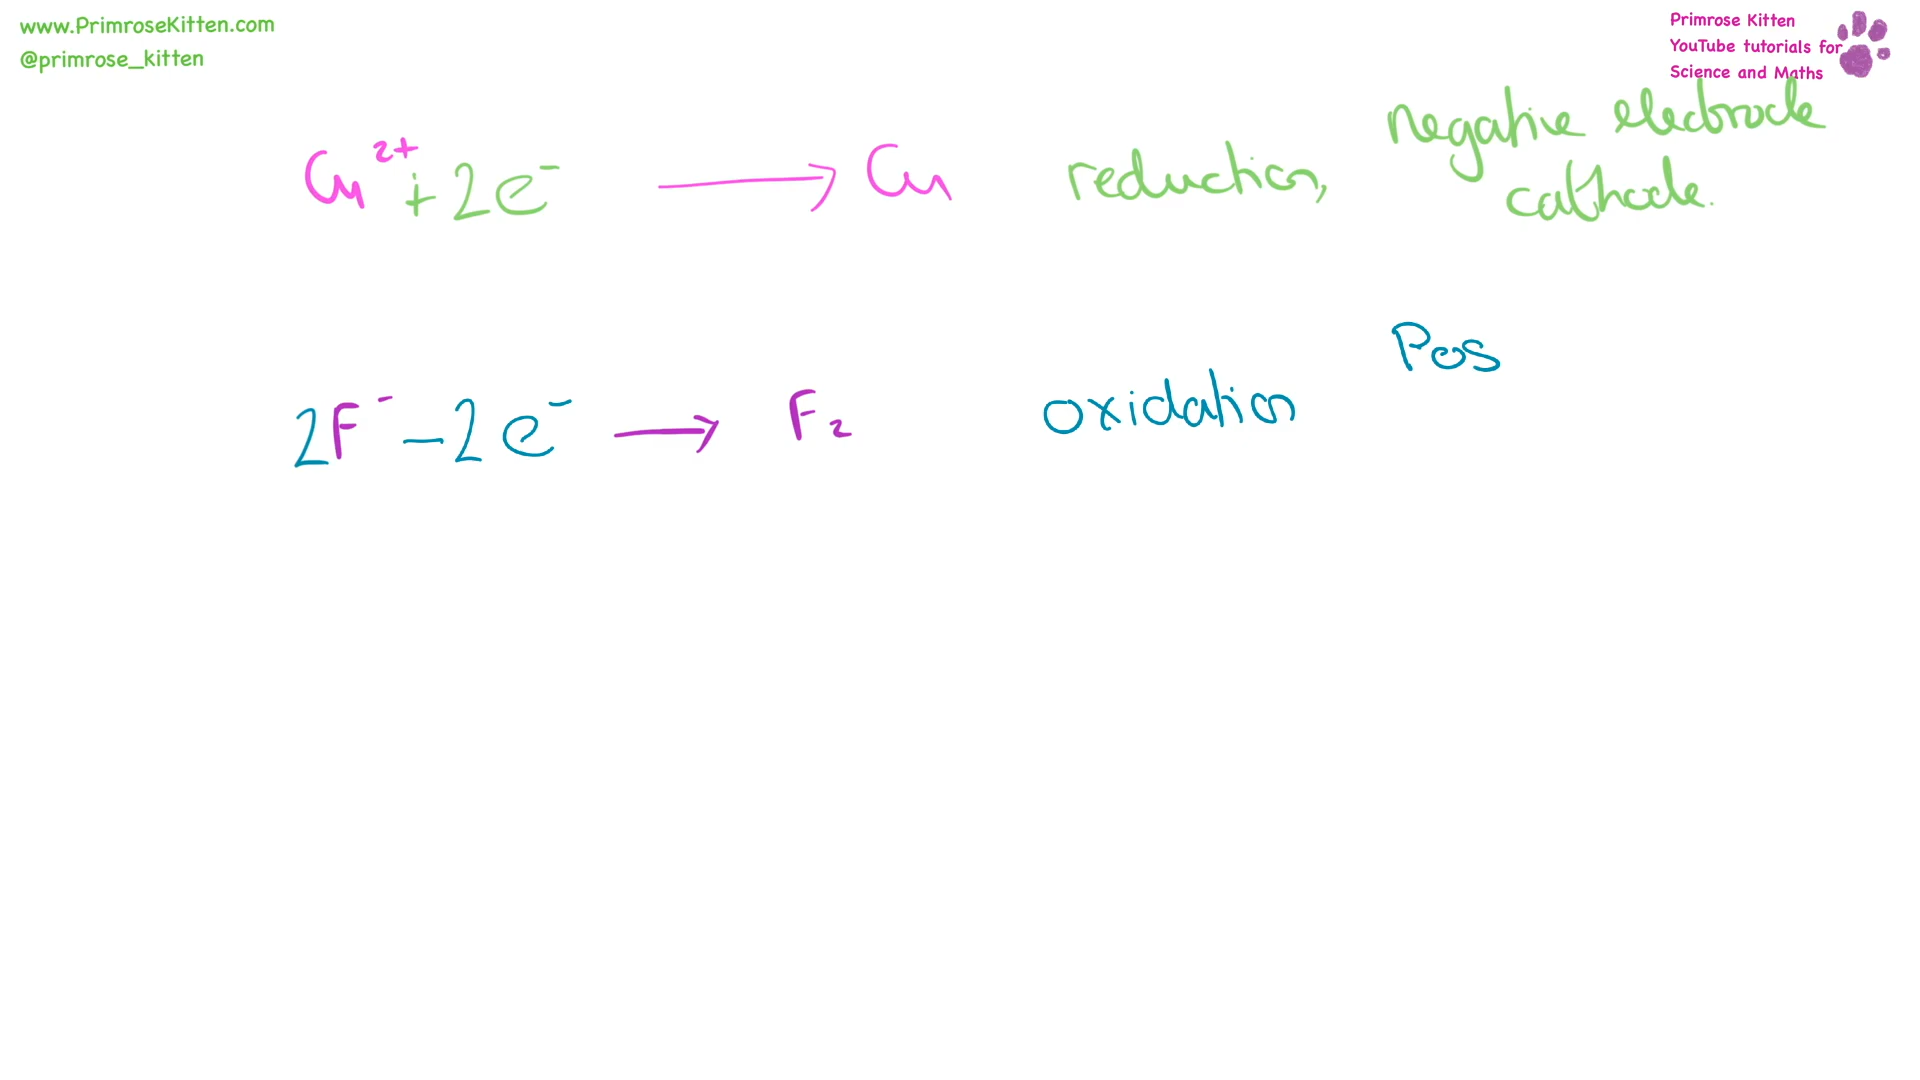 www.PrimroseKitten.com
@primrose_kitten
Primrose Kitten
YouTube tutorials for
Science and Maths
Cu²⁺ + 2e⁻ → Cu reduction, negative electrode
cathode.
2F⁻ – 2e⁻ → F₂ oxidation Pos